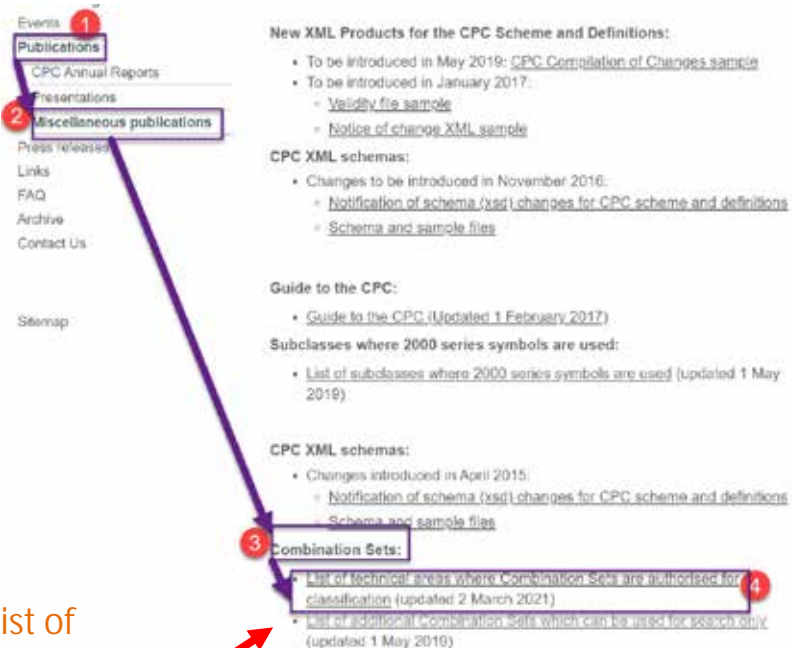 Events
1
Publications
CPC Annual Reports
Presentations
2
Miscellaneous publications
Press releases
Links
FAQ
Archive
Contact Us
Sitemap
New XML Products for the CPC Scheme and Definitions:
• To be introduced in May 2019: CPC Compilation of Changes sample
• To be introduced in January 2017:
Validity file sample
Notice of change XML sample
CPC XML schemas:
• Changes to be introduced in November 2016:
Notification of schema (xsd) changes for CPC scheme and definitions
Schema and sample files
Guide to the CPC:
• Guide to the CPC (Updated 1 February 2017)
Subclasses where 2000 series symbols are used:
• List of subclasses where 2000 series symbols are used (updated 1 May
2019)
CPC XML schemas:
• Changes introduced in April 2015:
Notification of schema (xsd) changes for CPC scheme and definitions
Schema and sample files
3
Combination Sets:
• List of technical areas where Combination Sets are authorised for
4
classification (updated 2 March 2021)
• List of additional Combination Sets which can be used for search only
(updated 1 May 2019)
ist of